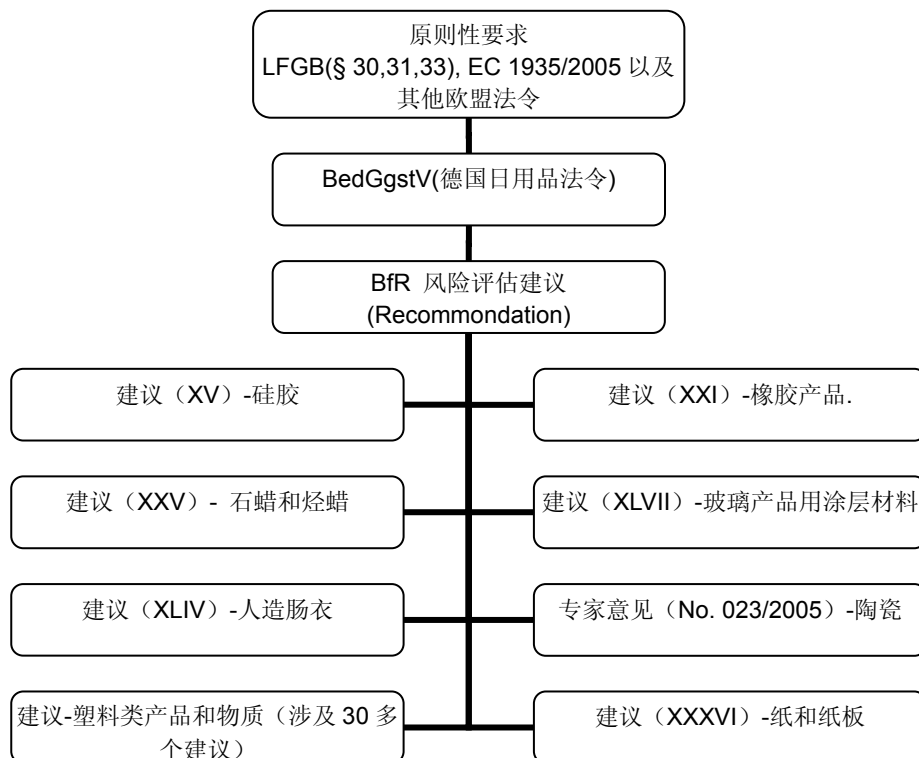 原则性要求
LFGB(§ 30,31,33), EC 1935/2005 以及
其他欧盟法令
BedGgstV(德国日用品法令)
BfR 风险评估建议
(Recommondation)
建议（XV）-硅胶
建议（XXI）-橡胶产品.
建议（XXV）- 石蜡和烃蜡
建议（XLVII）-玻璃产品用涂层材料
建议（XLIV）-人造肠衣
专家意见（No. 023/2005）-陶瓷
建议-塑料类产品和物质（涉及 30 多
个建议）
建议（XXXVI）-纸和纸板